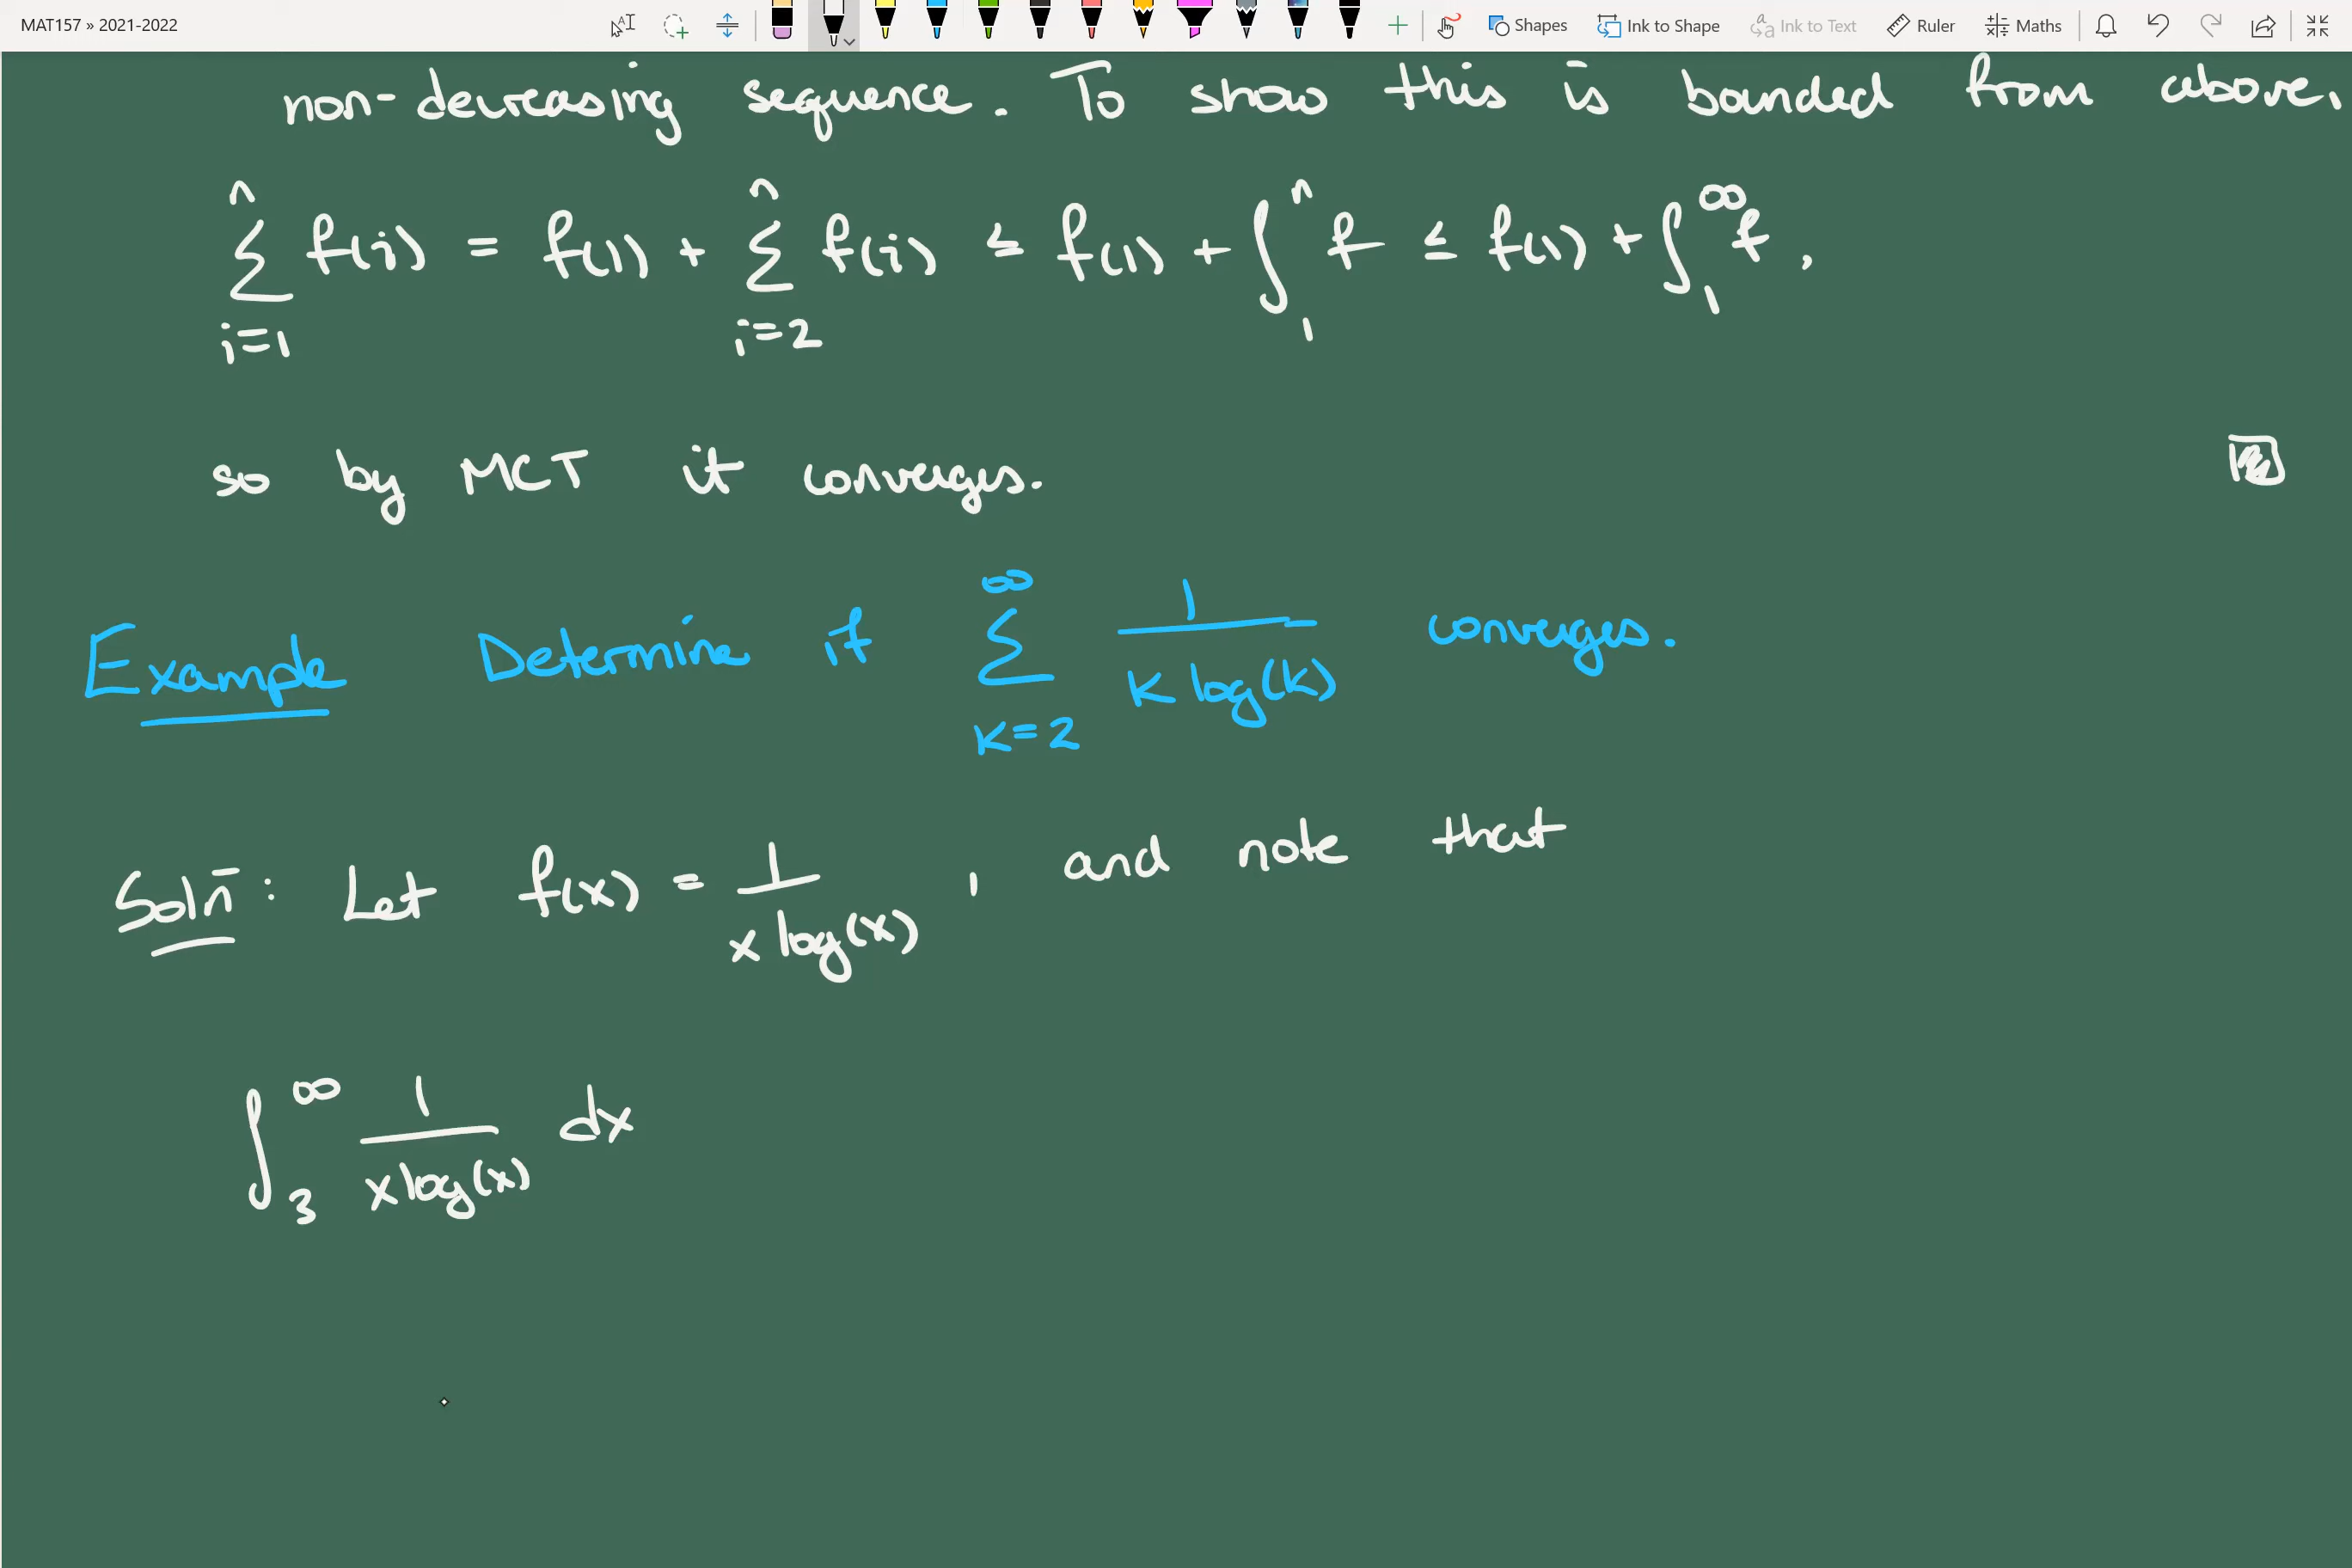 MAT157 » 2021-2022 Shapes Ink to Shape Ink to Text Ruler Maths
non-decreasing sequence. To show this is bounded from above,
n ∑ i=1 f(i) = f(1) + n ∑ i=2 f(i) ≤ f(1) + ∫_1^n f ≤ f(1) + ∫_1^∞ f,
so by MCT it converges.
Example Determine if ∞ ∑ k=2 1/(k log(k)) converges.
Soln: Let f(x) = 1/(x log(x)), and note that
∫_3^∞ 1/(x log(x)) dx